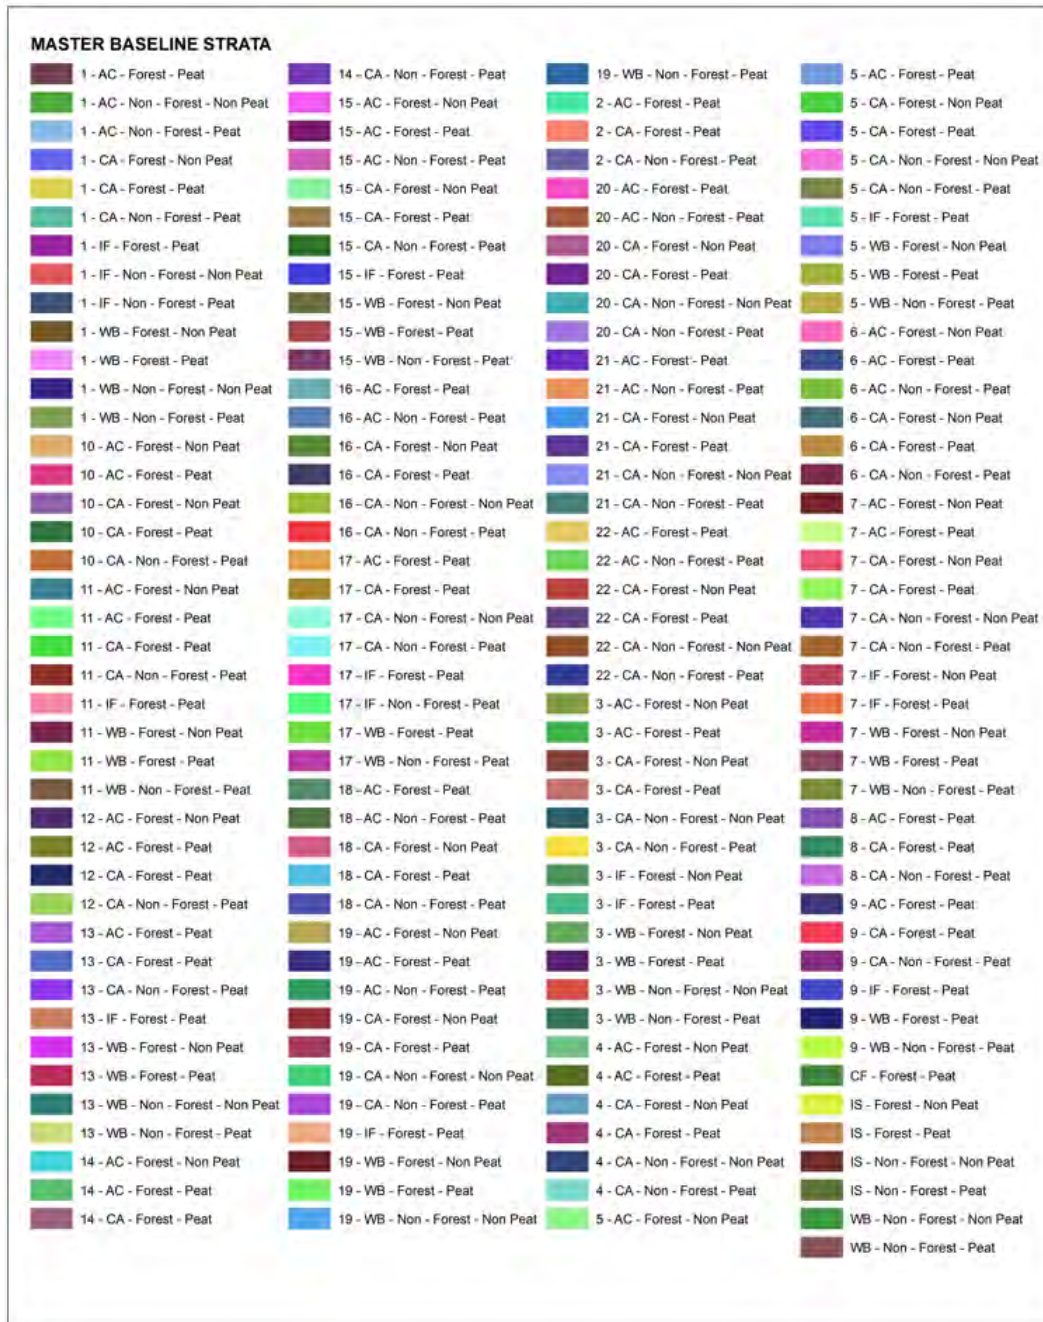 MASTER BASELINE STRATA
1 - AC - Forest - Peat
1 - AC - Non - Forest - Non Peat
1 - AC - Non - Forest - Peat
1 - CA - Forest - Non Peat
1 - CA - Forest - Peat
1 - CA - Non - Forest - Peat
1 - IF - Forest - Peat
1 - IF - Non - Forest - Non Peat
1 - IF - Non - Forest - Peat
1 - WB - Forest - Non Peat
1 - WB - Forest - Peat
1 - WB - Non - Forest - Non Peat
1 - WB - Non - Forest - Peat
10 - AC - Forest - Non Peat
10 - AC - Forest - Peat
10 - CA - Forest - Non Peat
10 - CA - Forest - Peat
10 - CA - Non - Forest - Peat
11 - AC - Forest - Non Peat
11 - AC - Forest - Peat
11 - CA - Forest - Peat
11 - CA - Non - Forest - Peat
11 - IF - Forest - Peat
11 - WB - Forest - Non Peat
11 - WB - Forest - Peat
11 - WB - Non - Forest - Peat
12 - AC - Forest - Non Peat
12 - AC - Forest - Peat
12 - CA - Forest - Peat
12 - CA - Non - Forest - Peat
13 - AC - Forest - Peat
13 - CA - Forest - Peat
13 - CA - Non - Forest - Peat
13 - IF - Forest - Peat
13 - WB - Forest - Non Peat
13 - WB - Forest - Peat
13 - WB - Non - Forest - Non Peat
13 - WB - Non - Forest - Peat
14 - AC - Forest - Non Peat
14 - AC - Forest - Peat
14 - CA - Forest - Peat
14 - CA - Non - Forest - Peat
15 - AC - Forest - Non Peat
15 - AC - Forest - Peat
15 - AC - Non - Forest - Peat
15 - CA - Forest - Non Peat
15 - CA - Forest - Peat
15 - CA - Non - Forest - Peat
15 - IF - Forest - Peat
15 - WB - Forest - Non Peat
15 - WB - Forest - Peat
15 - WB - Non - Forest - Peat
16 - AC - Forest - Peat
16 - AC - Non - Forest - Peat
16 - CA - Forest - Non Peat
16 - CA - Forest - Peat
16 - CA - Non - Forest - Non Peat
16 - CA - Non - Forest - Peat
17 - AC - Forest - Peat
17 - CA - Forest - Peat
17 - CA - Non - Forest - Non Peat
17 - CA - Non - Forest - Peat
17 - IF - Forest - Peat
17 - IF - Non - Forest - Peat
17 - WB - Forest - Peat
17 - WB - Non - Forest - Peat
18 - AC - Forest - Peat
18 - AC - Non - Forest - Peat
18 - CA - Forest - Non Peat
18 - CA - Forest - Peat
18 - CA - Non - Forest - Peat
19 - AC - Forest - Non Peat
19 - AC - Forest - Peat
19 - AC - Non - Forest - Peat
19 - CA - Forest - Non Peat
19 - CA - Forest - Peat
19 - CA - Non - Forest - Non Peat
19 - CA - Non - Forest - Peat
19 - IF - Forest - Peat
19 - WB - Forest - Non Peat
19 - WB - Forest - Peat
19 - WB - Non - Forest - Non Peat
19 - WB - Non - Forest - Peat
2 - AC - Forest - Peat
2 - CA - Forest - Peat
2 - CA - Non - Forest - Peat
20 - AC - Forest - Peat
20 - AC - Non - Forest - Peat
20 - CA - Forest - Non Peat
20 - CA - Forest - Peat
20 - CA - Non - Forest - Non Peat
20 - CA - Non - Forest - Peat
21 - AC - Forest - Peat
21 - AC - Non - Forest - Peat
21 - CA - Forest - Non Peat
21 - CA - Forest - Peat
21 - CA - Non - Forest - Non Peat
21 - CA - Non - Forest - Peat
22 - AC - Forest - Peat
22 - AC - Non - Forest - Peat
22 - CA - Forest - Non Peat
22 - CA - Forest - Peat
22 - CA - Non - Forest - Non Peat
22 - CA - Non - Forest - Peat
3 - AC - Forest - Non Peat
3 - AC - Forest - Peat
3 - CA - Forest - Non Peat
3 - CA - Forest - Peat
3 - CA - Non - Forest - Non Peat
3 - CA - Non - Forest - Peat
3 - IF - Forest - Non Peat
3 - IF - Forest - Peat
3 - WB - Forest - Non Peat
3 - WB - Forest - Peat
3 - WB - Non - Forest - Non Peat
3 - WB - Non - Forest - Peat
4 - AC - Forest - Non Peat
4 - AC - Forest - Peat
4 - CA - Forest - Non Peat
4 - CA - Forest - Peat
4 - CA - Non - Forest - Non Peat
4 - CA - Non - Forest - Peat
5 - AC - Forest - Non Peat
5 - AC - Forest - Peat
5 - CA - Forest - Non Peat
5 - CA - Forest - Peat
5 - CA - Non - Forest - Non Peat
5 - CA - Non - Forest - Peat
5 - IF - Forest - Peat
5 - WB - Forest - Non Peat
5 - WB - Forest - Peat
5 - WB - Non - Forest - Peat
6 - AC - Forest - Non Peat
6 - AC - Forest - Peat
6 - AC - Non - Forest - Peat
6 - CA - Forest - Non Peat
6 - CA - Forest - Peat
6 - CA - Non - Forest - Peat
7 - AC - Forest - Non Peat
7 - AC - Forest - Peat
7 - CA - Forest - Non Peat
7 - CA - Forest - Peat
7 - CA - Non - Forest - Non Peat
7 - CA - Non - Forest - Peat
7 - IF - Forest - Non Peat
7 - IF - Forest - Peat
7 - WB - Forest - Non Peat
7 - WB - Forest - Peat
7 - WB - Non - Forest - Peat
8 - AC - Forest - Peat
8 - CA - Forest - Peat
8 - CA - Non - Forest - Peat
9 - AC - Forest - Peat
9 - CA - Forest - Peat
9 - CA - Non - Forest - Peat
9 - IF - Forest - Peat
9 - WB - Forest - Peat
9 - WB - Non - Forest - Peat
CF - Forest - Peat
IS - Forest - Non Peat
IS - Forest - Peat
IS - Non - Forest - Non Peat
IS - Non - Forest - Peat
WB - Non - Forest - Non Peat
WB - Non - Forest - Peat